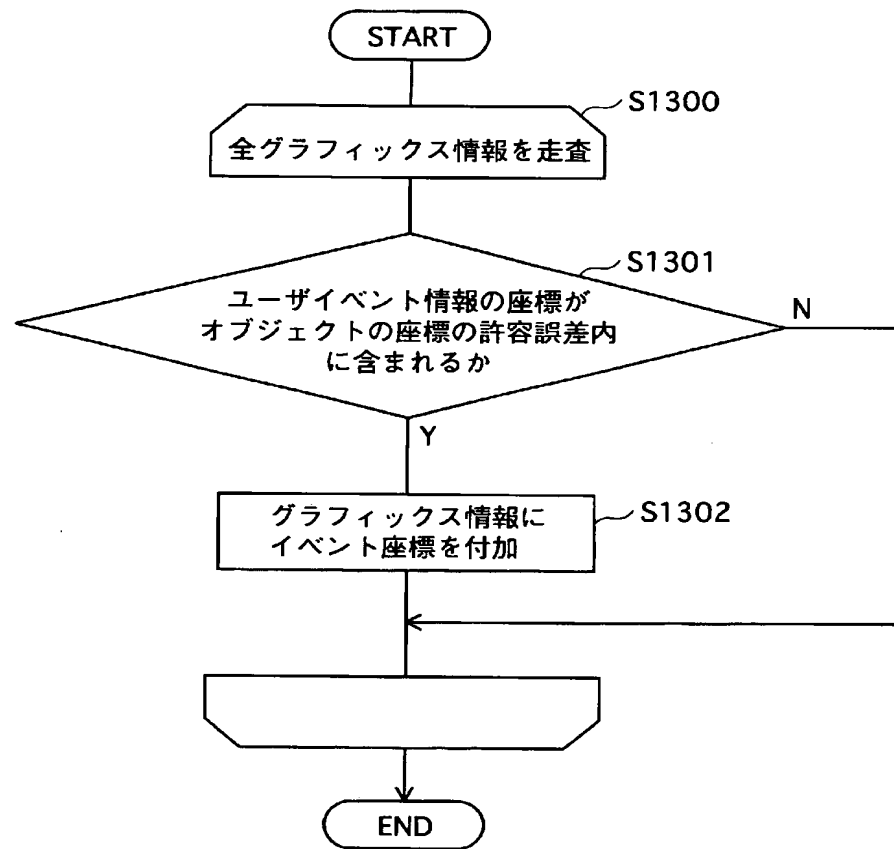 START
S1300
全グラフィックス情報を走査
S1301
ユーザイベント情報の座標が
オブジェクトの座標の許容誤差内
に含まれるか
N
Y
グラフィックス情報に
イベント座標を付加
S1302
END